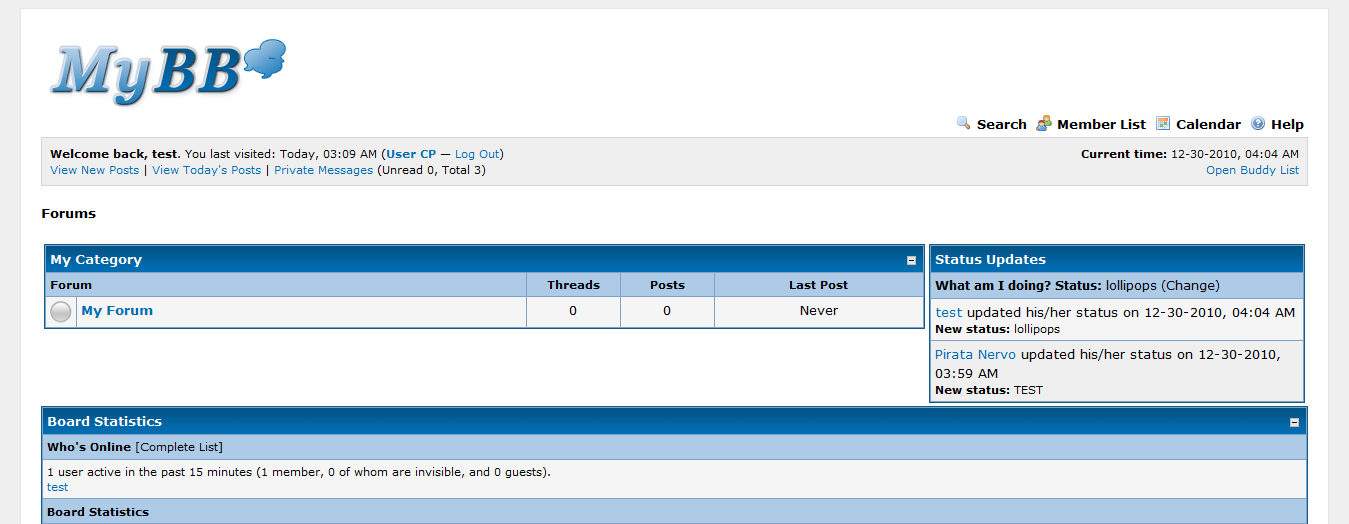 MyBB
Search Member List Calendar Help
Welcome back, test. You last visited: Today, 03:09 AM (User CP — Log Out)
Current time: 12-30-2010, 04:04 AM
View New Posts | View Today's Posts | Private Messages (Unread 0, Total 3)
Open Buddy List
Forums
My Category
Forum Threads Posts Last Post
My Forum 0 0 Never
Status Updates
What am I doing? Status: lollipops (Change)
test updated his/her status on 12-30-2010, 04:04 AM
New status: lollipops
Pirata Nervo updated his/her status on 12-30-2010,
03:59 AM
New status: TEST
Board Statistics
Who's Online [Complete List]
1 user active in the past 15 minutes (1 member, 0 of whom are invisible, and 0 guests).
test
Board Statistics